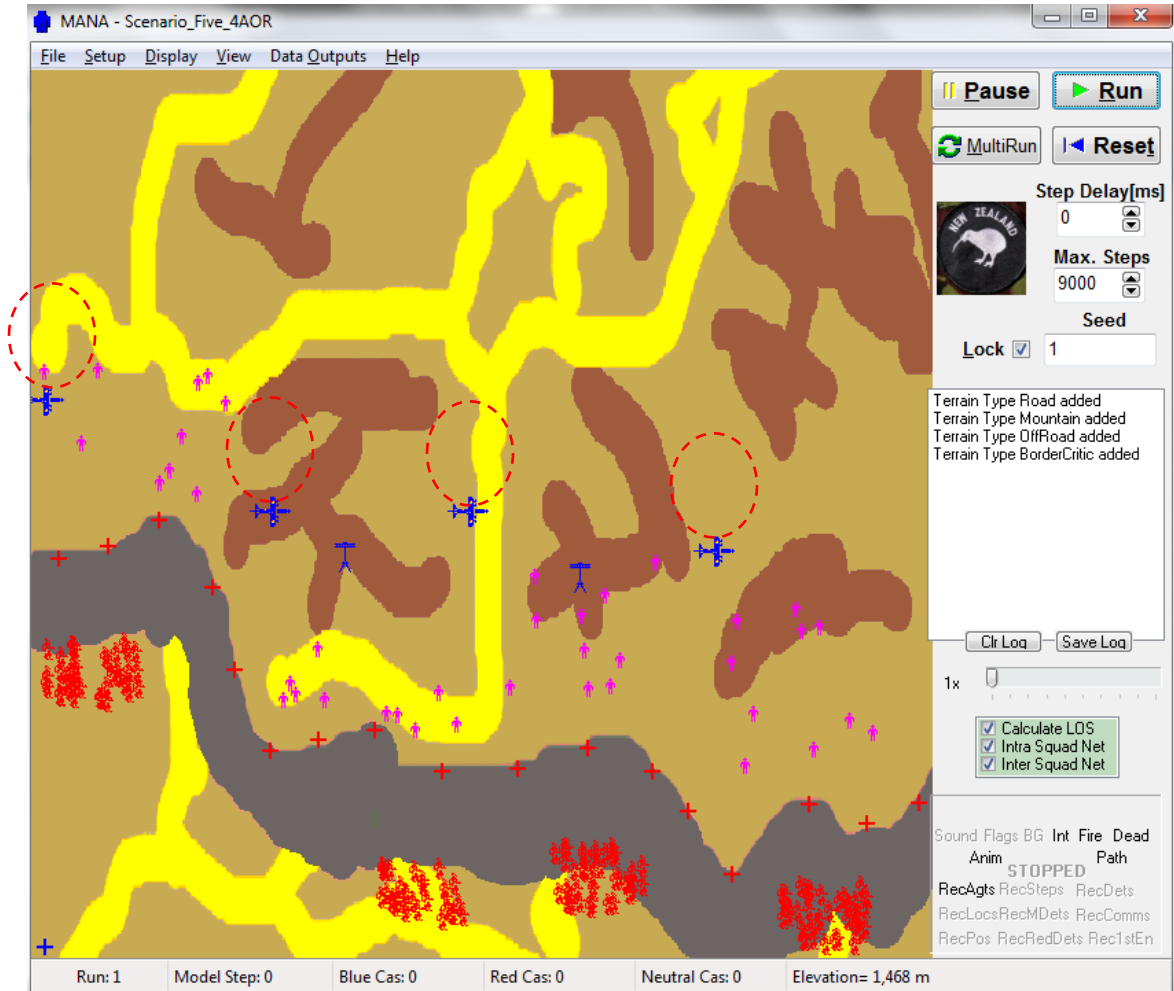 MANA - Scenario_Five_4AOR
File Setup Display View Data Outputs Help
Pause Run
MultiRun Reset
NEW ZEALAND
Step Delay[ms]
0
Max. Steps
9000
Seed
Lock 1
Terrain Type Road added
Terrain Type Mountain added
Terrain Type OffRoad added
Terrain Type BorderCritic added
Clr Log Save Log
1x
Calculate LOS
Intra Squad Net
Inter Squad Net
Sound Flags BG Int Fire Dead
Anim Path
STOPPED
RecAgts RecSteps RecDets
RecLocs RecMDets RecComms
RecPos RecRedDets Rec1stEn
Run: 1 Model Step: 0 Blue Cas: 0 Red Cas: 0 Neutral Cas: 0 Elevation= 1,468 m